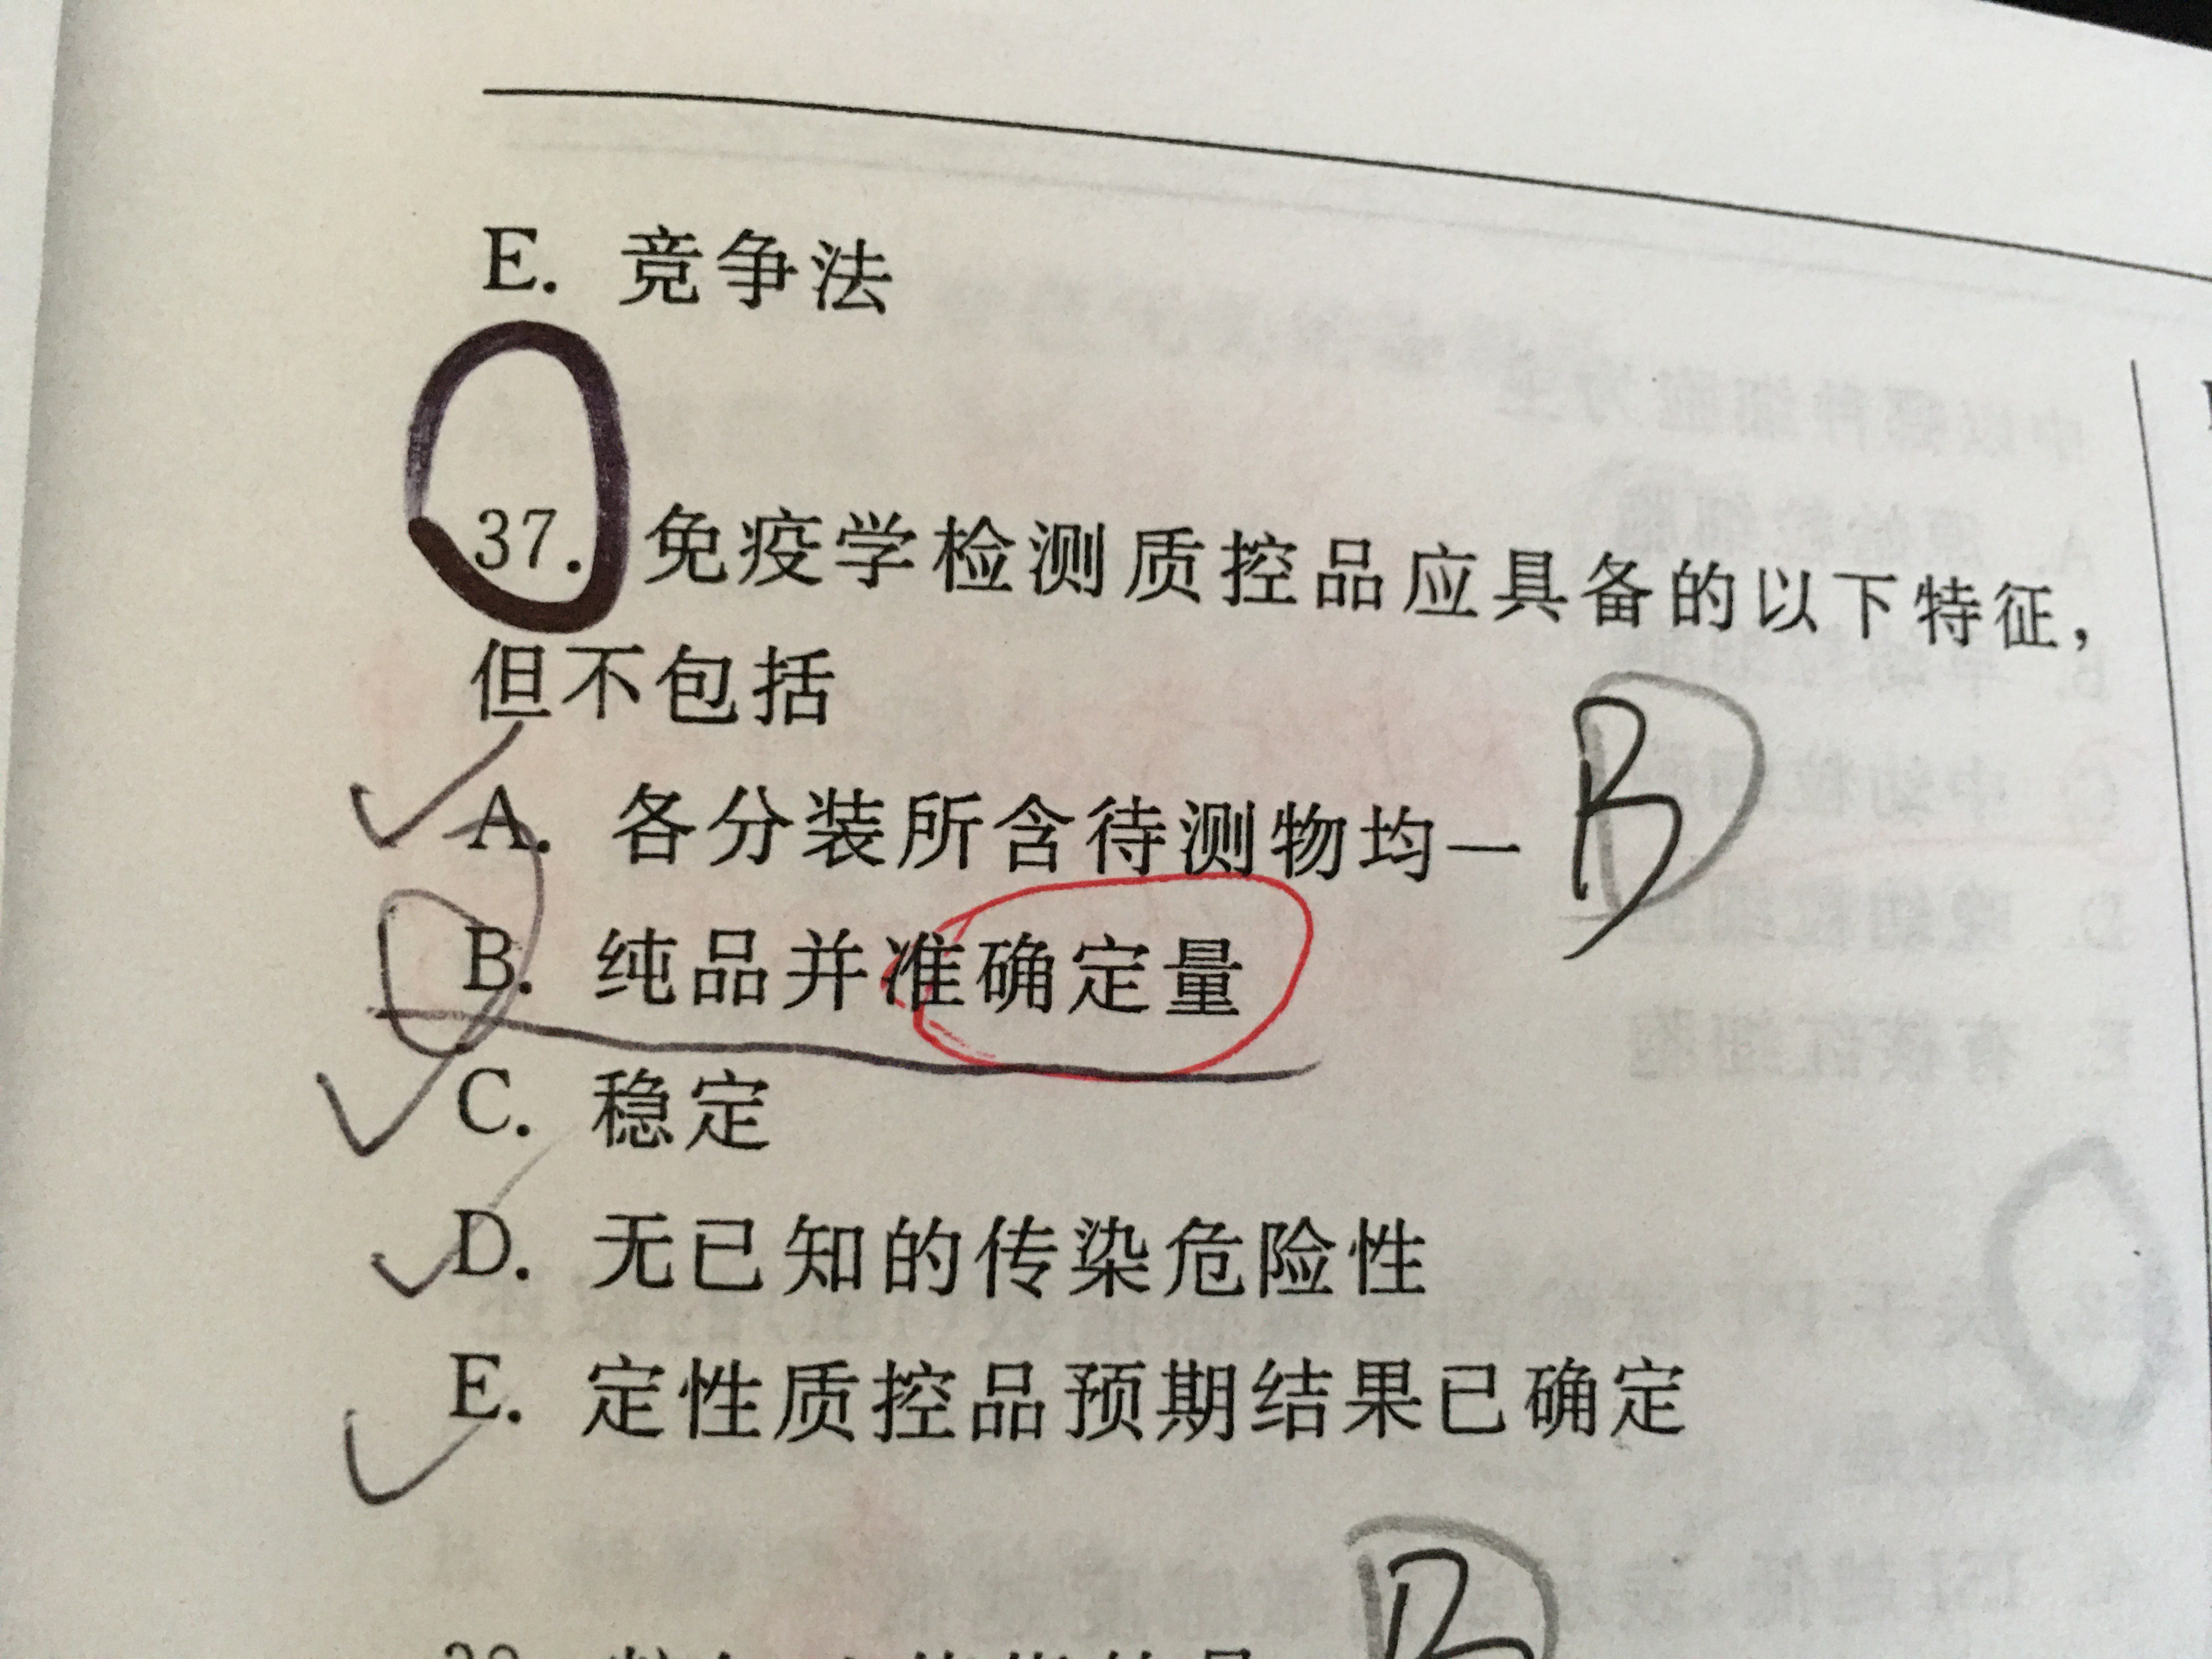 E. 竞争法
37. 免疫学检测质控品应具备的以下特征,
但不包括
A. 各分装所含待测物均一
B
B. 纯品并准确定量
C. 稳定
D. 无已知的传染危险性
E. 定性质控品预期结果已确定
B